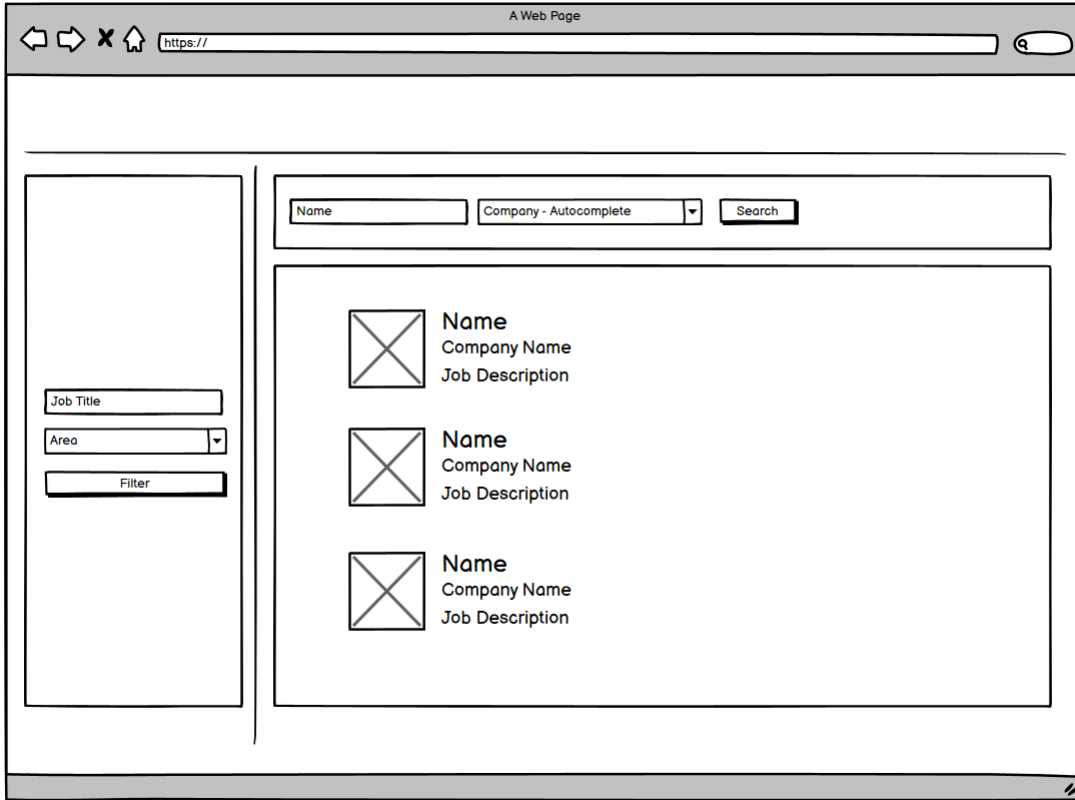 A Web Page
https://
Name
Company - Autocomplete
Search
Job Title
Area
Filter
Name
Company Name
Job Description
Name
Company Name
Job Description
Name
Company Name
Job Description